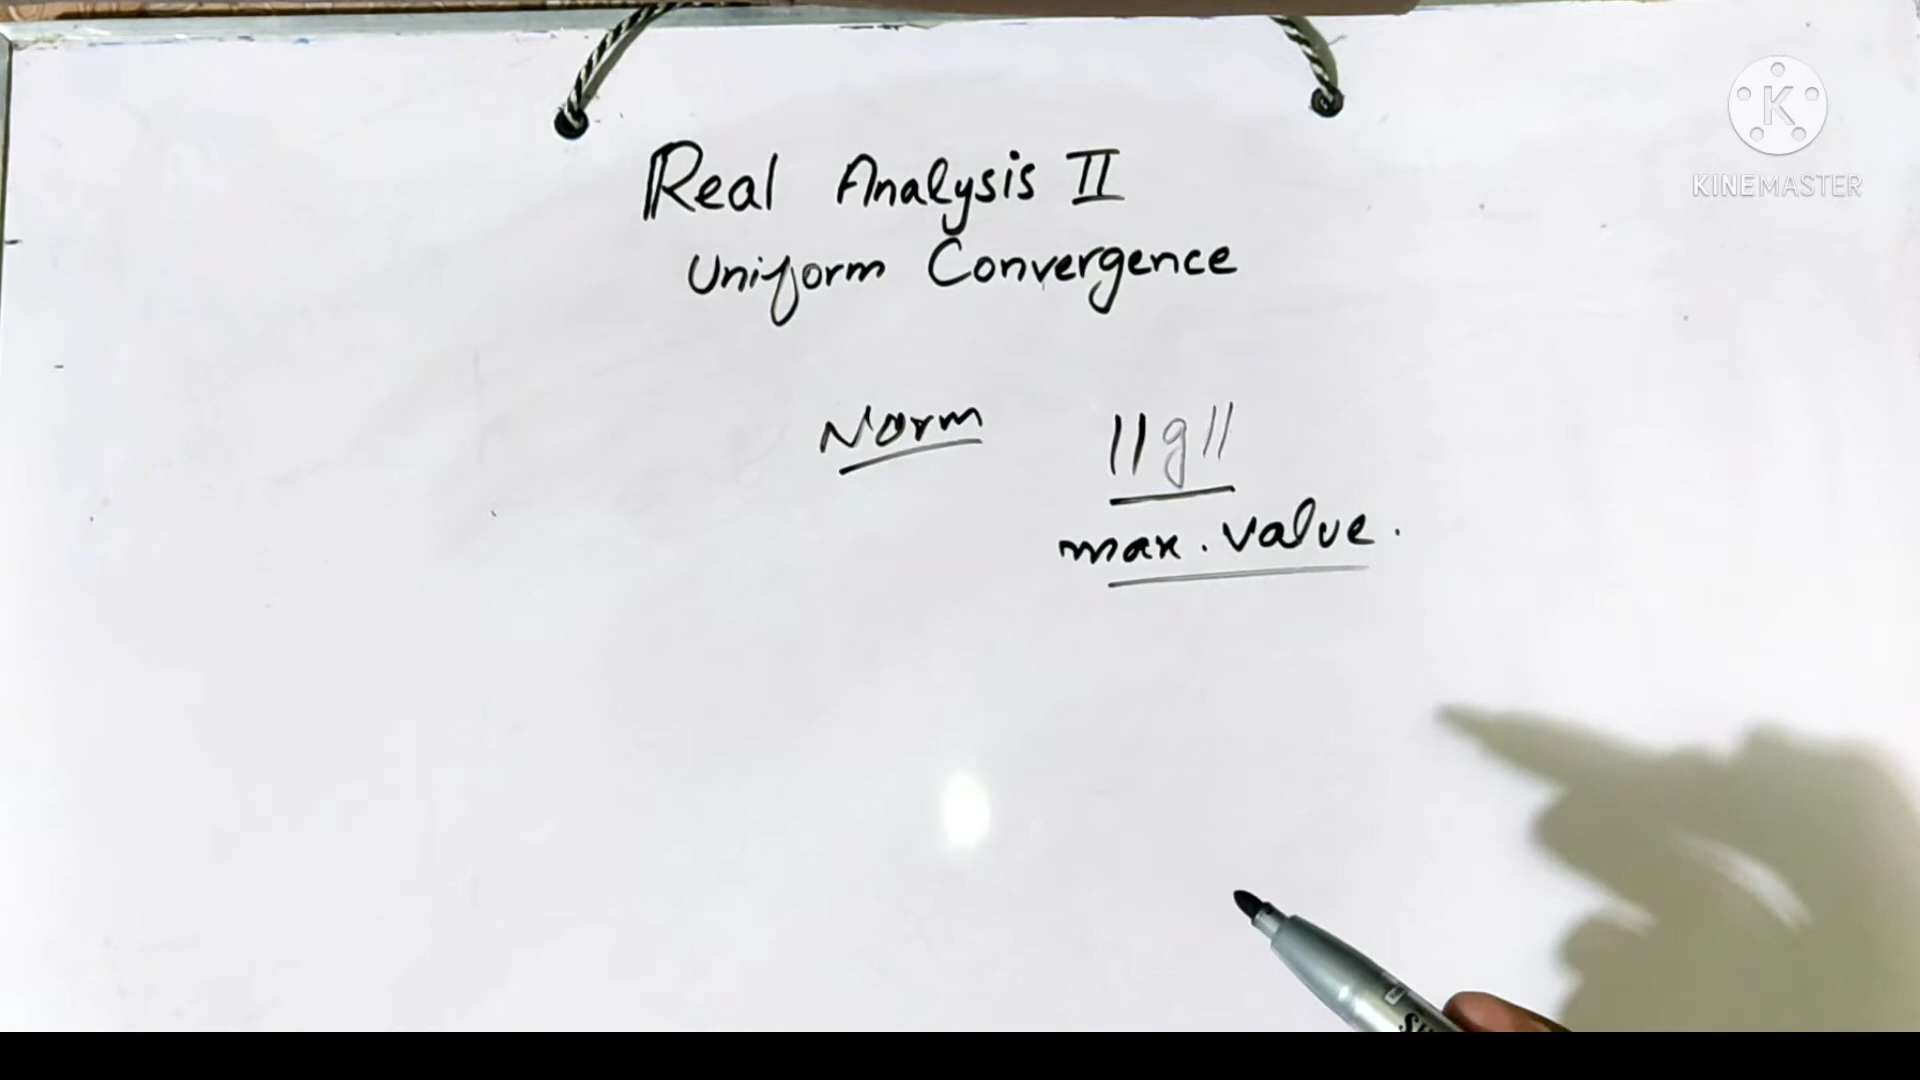 Real Analysis II
Uniform Convergence
Norm ||g||
max. value.
K
KINEMASTER